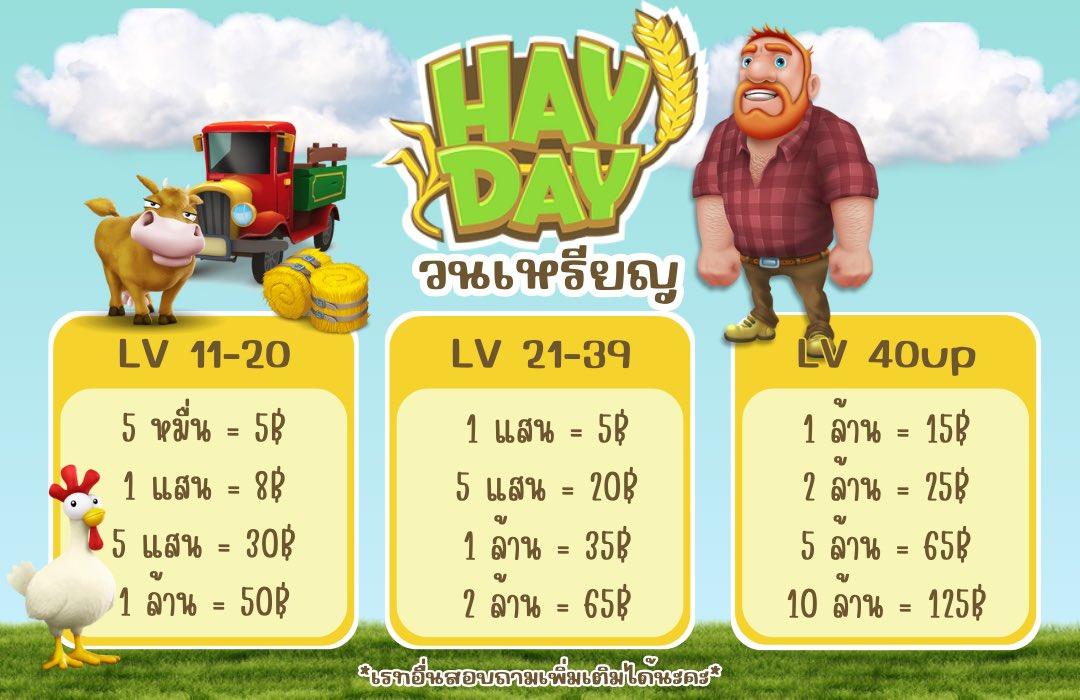 HAY
DAY
วนเหรียญ
LV 11-20
5 หมื่น = 5฿
1 แสน = 8฿
5 แสน = 30฿
1 ล้าน = 50฿
LV 21-39
1 แสน = 5฿
5 แสน = 20฿
1 ล้าน = 35฿
2 ล้าน = 65฿
LV 40up
1 ล้าน = 15฿
2 ล้าน = 25฿
5 ล้าน = 65฿
10 ล้าน = 125฿
*เรทอื่นสอบถามเพิ่มเติมได้นะคะ*